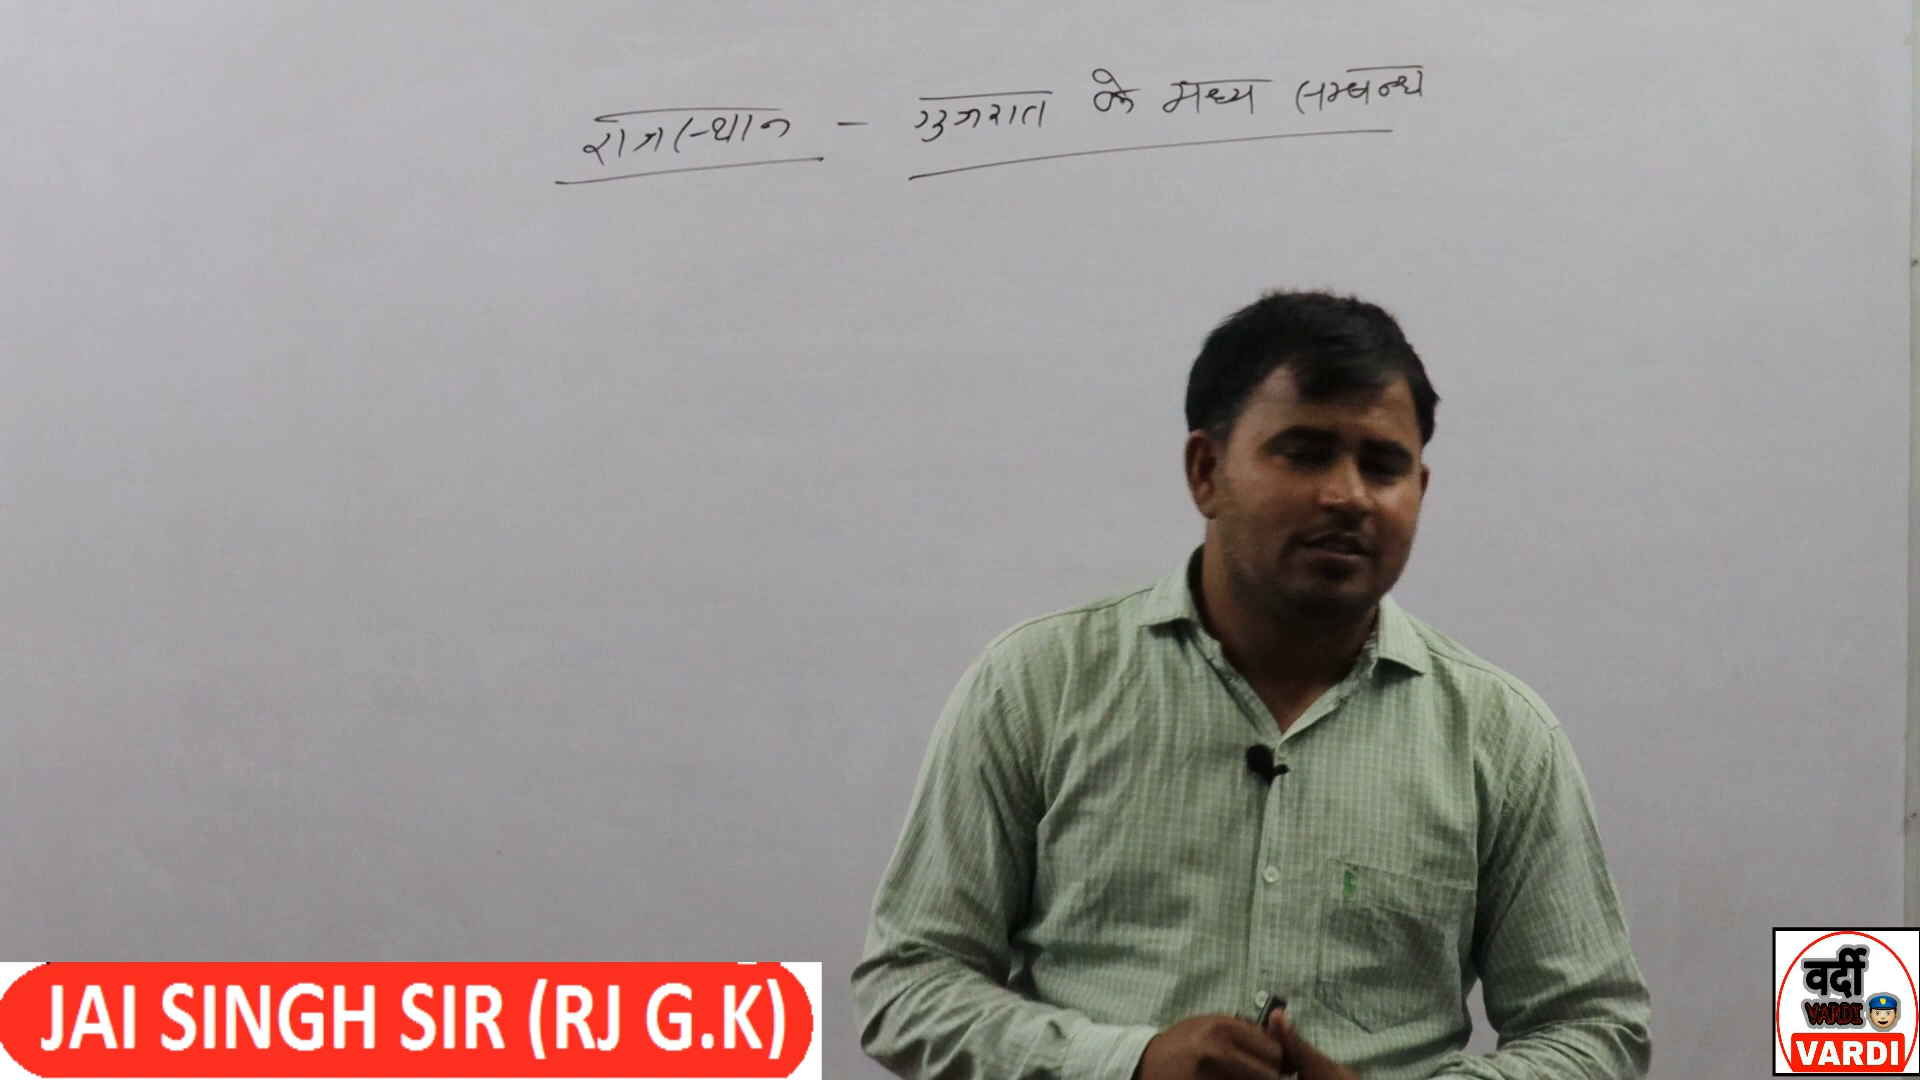 राजस्थान - गुजरात के मध्य सम्बन्ध
JAI SINGH SIR (RJ G.K)
वर्दी
VARDI
VARDI